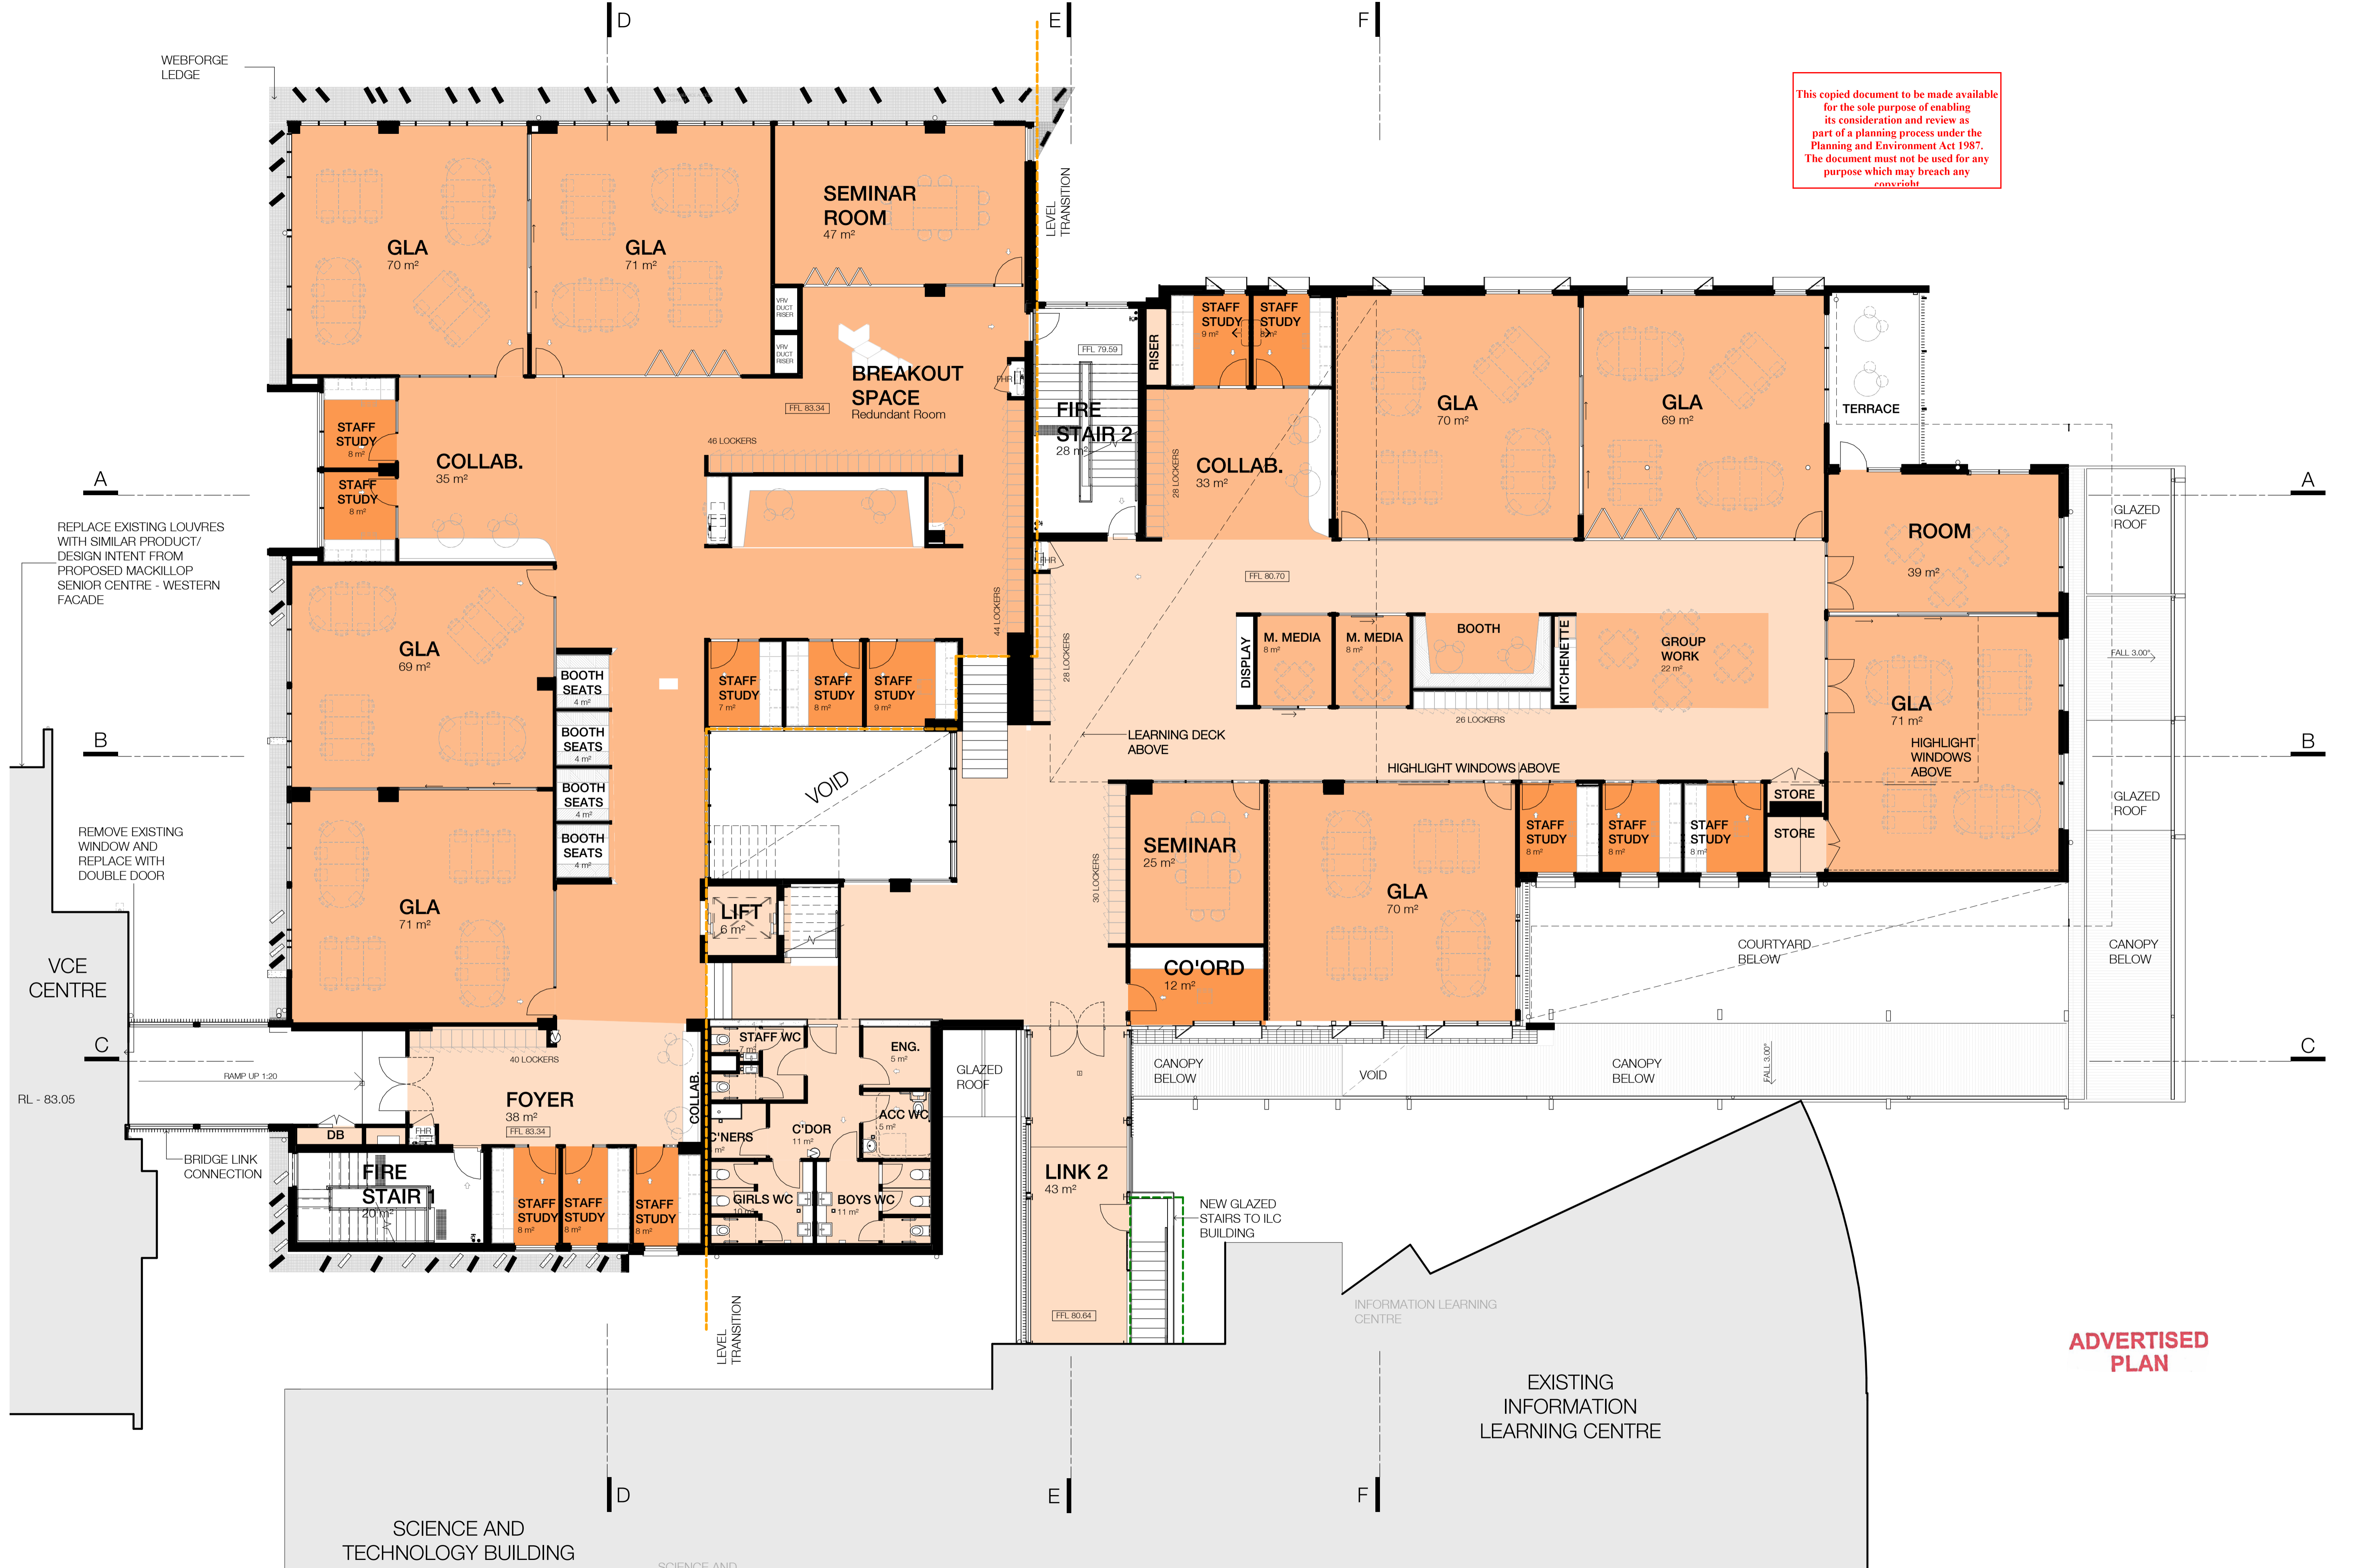 D
E
F
WEBFORGE
LEDGE
This copied document to be made available
for the sole purpose of enabling
its consideration and review as
part of a planning process under the
Planning and Environment Act 1987.
The document must not be used for any
purpose which may breach any
copyright
LEVEL
TRANSITION
GLA
70 m²
GLA
71 m²
SEMINAR
ROOM
47 m²
VRV
DUCT
RISER
VRV
DUCT
RISER
BREAKOUT
SPACE
Redundant Room
FFL 83.34
46 LOCKERS
FHR
STAFF
STUDY
8 m²
STAFF
STUDY
8 m²
COLLAB.
35 m²
FFL 79.59
FIRE
STAIR 2
28 m²
RISER
STAFF
STUDY
9 m²
STAFF
STUDY
8 m²
COLLAB.
33 m²
28 LOCKERS
GLA
70 m²
GLA
69 m²
TERRACE
A
A
ROOM
39 m²
GLAZED
ROOF
REPLACE EXISTING LOUVRES
WITH SIMILAR PRODUCT/
DESIGN INTENT FROM
PROPOSED MACKILLOP
SENIOR CENTRE - WESTERN
FACADE
FHR
FFL 80.70
44 LOCKERS
28 LOCKERS
GLA
69 m²
BOOTH
SEATS
4 m²
BOOTH
SEATS
4 m²
BOOTH
SEATS
4 m²
BOOTH
SEATS
4 m²
STAFF
STUDY
7 m²
STAFF
STUDY
8 m²
STAFF
STUDY
9 m²
DISPLAY
M. MEDIA
8 m²
M. MEDIA
8 m²
BOOTH
26 LOCKERS
KITCHENETTE
GROUP
WORK
22 m²
GLA
71 m²
HIGHLIGHT
WINDOWS
ABOVE
FALL 3.00°
B
B
LEARNING DECK
ABOVE
HIGHLIGHT WINDOWS ABOVE
VOID
GLAZED
ROOF
REMOVE EXISTING
WINDOW AND
REPLACE WITH
DOUBLE DOOR
GLA
71 m²
LIFT
6 m²
30 LOCKERS
SEMINAR
25 m²
GLA
70 m²
STAFF
STUDY
8 m²
STAFF
STUDY
8 m²
STAFF
STUDY
8 m²
STORE
STORE
COURTYARD
BELOW
CANOPY
BELOW
VCE
CENTRE
CO'ORD
12 m²
C
C
RAMP UP 1:20
40 LOCKERS
RL - 83.05
FOYER
38 m²
FFL 83.34
COLLAB.
STAFF WC
7 m²
ENG.
5 m²
GLAZED
ROOF
CANOPY
BELOW
VOID
CANOPY
BELOW
FALL 3.00°
DB
FHR
C'NERS
m²
C'DOR
11 m²
ACC WC
5 m²
BRIDGE LINK
CONNECTION
FIRE
STAIR 1
20 m²
STAFF
STUDY
8 m²
STAFF
STUDY
8 m²
STAFF
STUDY
8 m²
GIRLS WC
10 m²
BOYS WC
11 m²
LINK 2
43 m²
FFL 80.64
NEW GLAZED
STAIRS TO ILC
BUILDING
LEVEL
TRANSITION
INFORMATION LEARNING
CENTRE
EXISTING
INFORMATION
LEARNING CENTRE
ADVERTISED
PLAN
D
E
F
SCIENCE AND
TECHNOLOGY BUILDING
SCIENCE AND